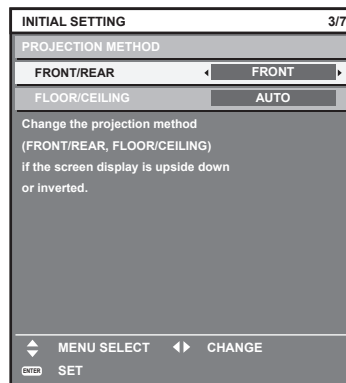 INITIAL SETTING 3/7
PROJECTION METHOD
FRONT/REAR FRONT
FLOOR/CEILING AUTO
Change the projection method
(FRONT/REAR, FLOOR/CEILING)
if the screen display is upside down
or inverted.
MENU SELECT CHANGE
ENTER SET